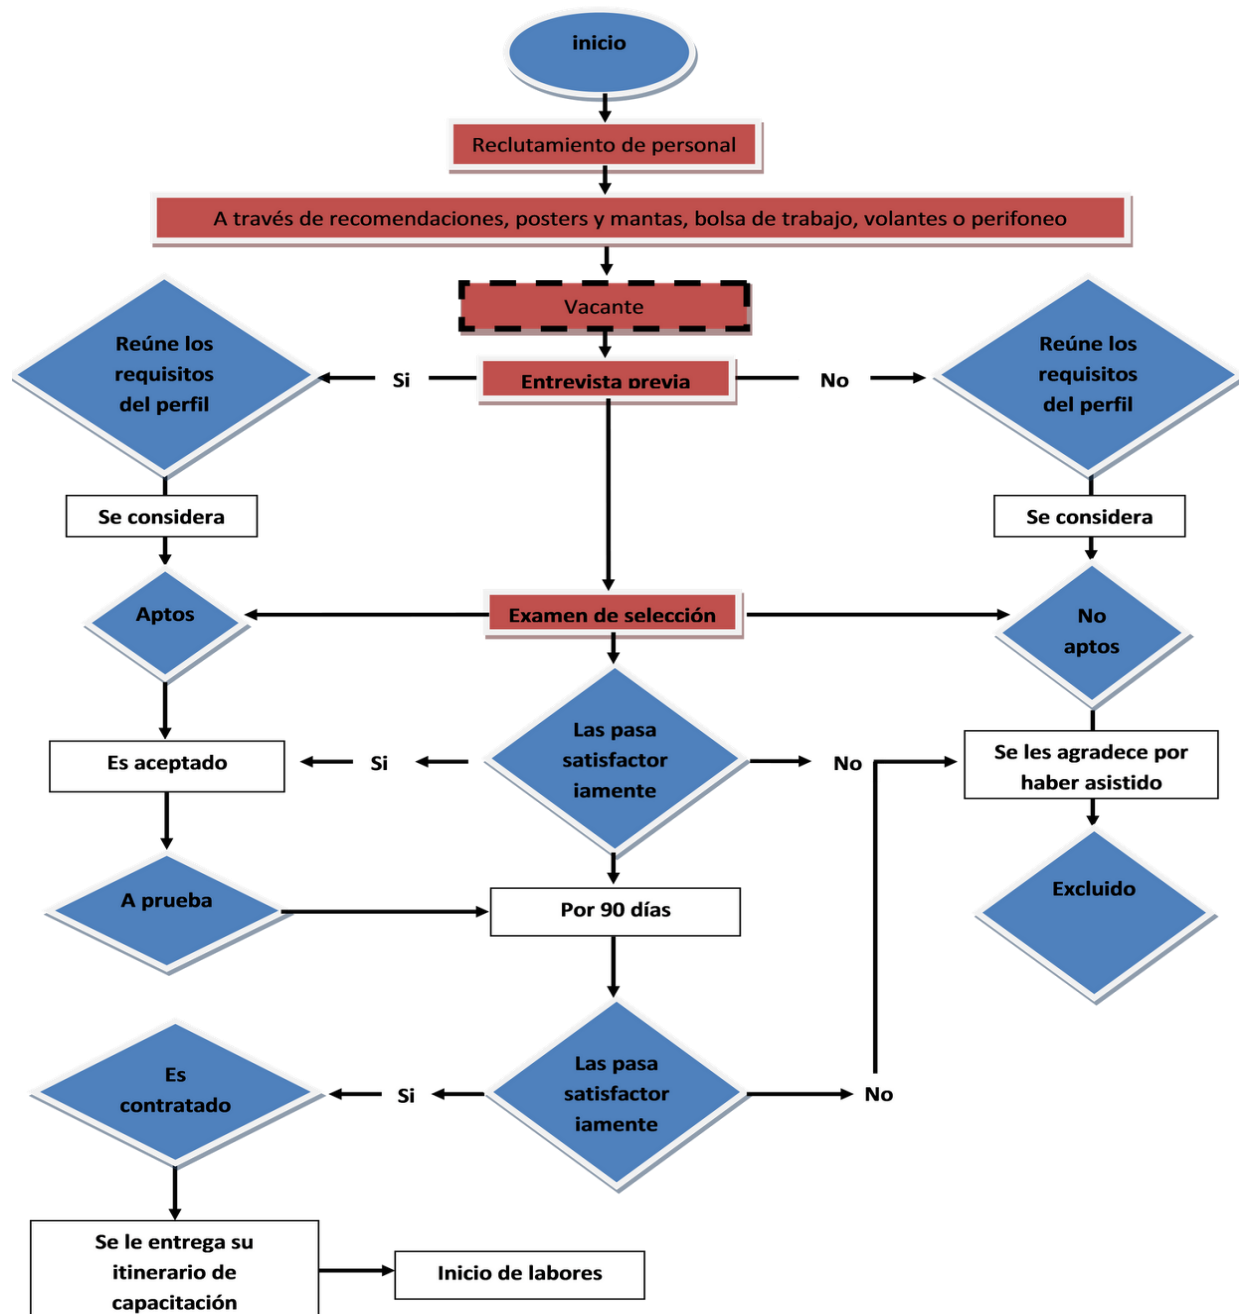 inicio
Reclutamiento de personal
A través de recomendaciones, posters y mantas, bolsa de trabajo, volantes o perifoneo
Vacante
Reúne los
requisitos
del perfil
Si
Entrevista previa
No
Reúne los
requisitos
del perfil
Se considera
Se considera
Aptos
Examen de selección
No
aptos
Es aceptado
Si
Las pasa
satisfactor
iamente
No
Se les agradece por
haber asistido
A prueba
Por 90 días
Excluido
Es
contratado
Si
Las pasa
satisfactor
iamente
No
Se le entrega su
itinerario de
capacitación
Inicio de labores